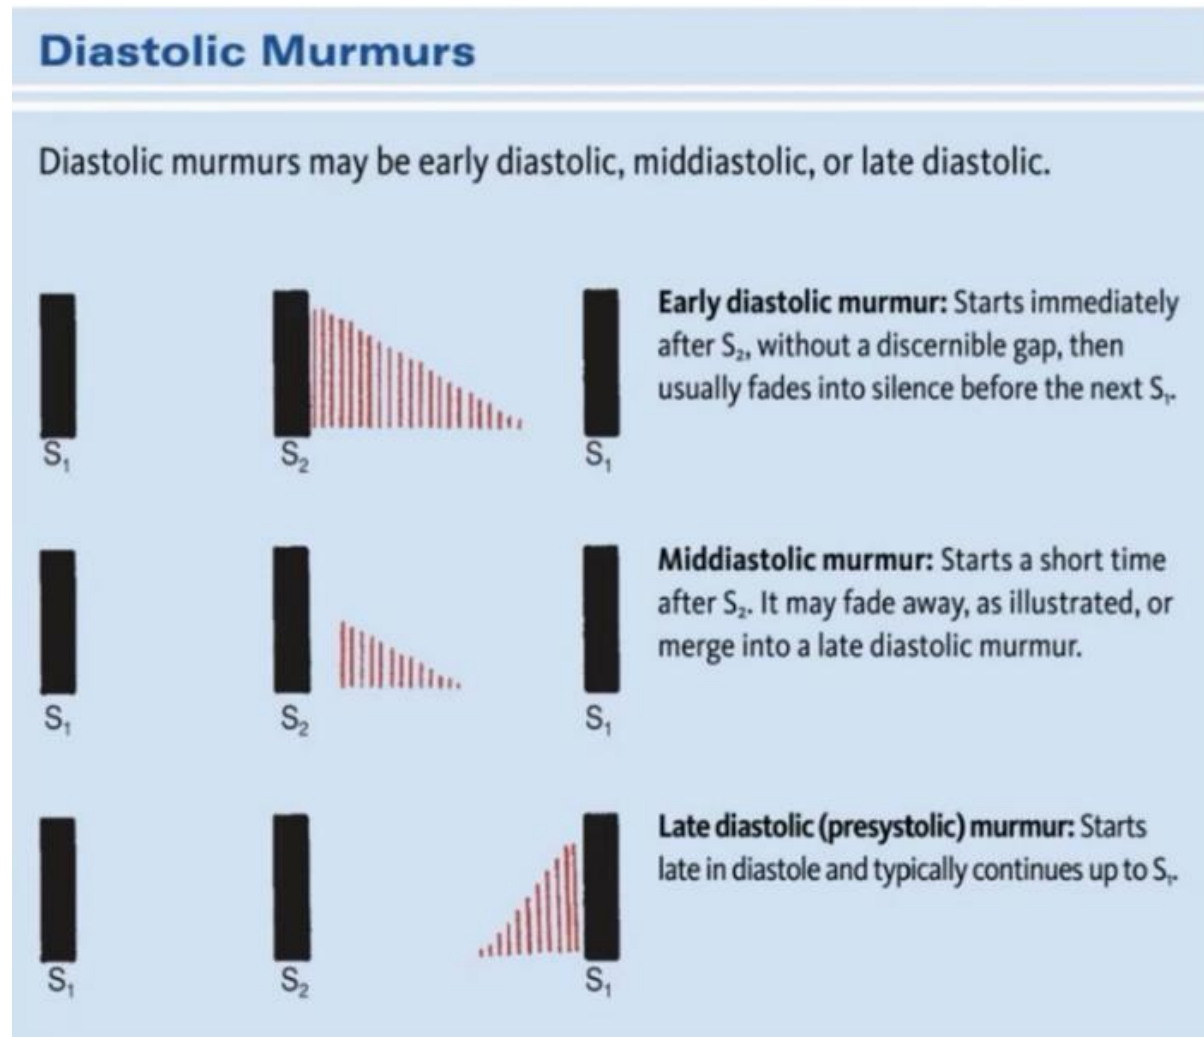 Diastolic Murmurs
Diastolic murmurs may be early diastolic, middiastolic, or late diastolic.
Early diastolic murmur: Starts immediately
after S₂, without a discernible gap, then
usually fades into silence before the next S₁.
S₁ S₂ S₁
Middiastolic murmur: Starts a short time
after S₂. It may fade away, as illustrated, or
merge into a late diastolic murmur.
S₁ S₂ S₁
Late diastolic (presystolic) murmur: Starts
late in diastole and typically continues up to S₁.
S₁ S₂ S₁